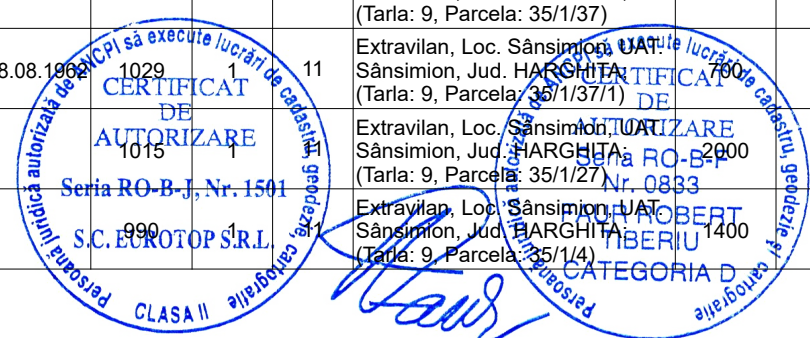 (Tarla: 9, Parcela: 35/1/37)
8.08.1962 1029 1 11 Extravilan, Loc. Sânsimion, UAT: 700
Sânsimion, Jud. HARGHITA;
(Tarla: 9, Parcela: 35/1/37/1)
1015 1 11 Extravilan, Loc. Sânsimion, UAT: 2000
Sânsimion, Jud. HARGHITA;
(Tarla: 9, Parcela: 35/1/27)
990 1 11 Extravilan, Loc. Sânsimion, UAT: 1400
Sânsimion, Jud. HARGHITA;
(Tarla: 9, Parcela: 35/1/4)
Persoană juridică autorizată de ANCPI să execute lucrări de cadastru, geodezie, cartografie
CERTIFICAT
DE
AUTORIZARE
Seria RO-B-J, Nr. 1501
S.C. EUROTOP S.R.L.
CLASA II
Persoană autorizată de ANCPI să execute lucrări de cadastru, geodezie şi cartografie
CERTIFICAT
DE
AUTORIZARE
Seria RO-B-F
Nr. 0833
FAUR ROBERT
TIBERIU
CATEGORIA D